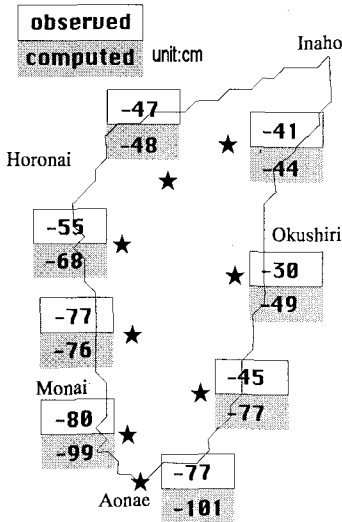 observed
computed unit:cm
Inaho
-47
-48
-41
-44
Horonai
-55
-68
Okushiri
-30
-49
-77
-76
Monai
-45
-77
-80
-99
-77
-101
Aonae